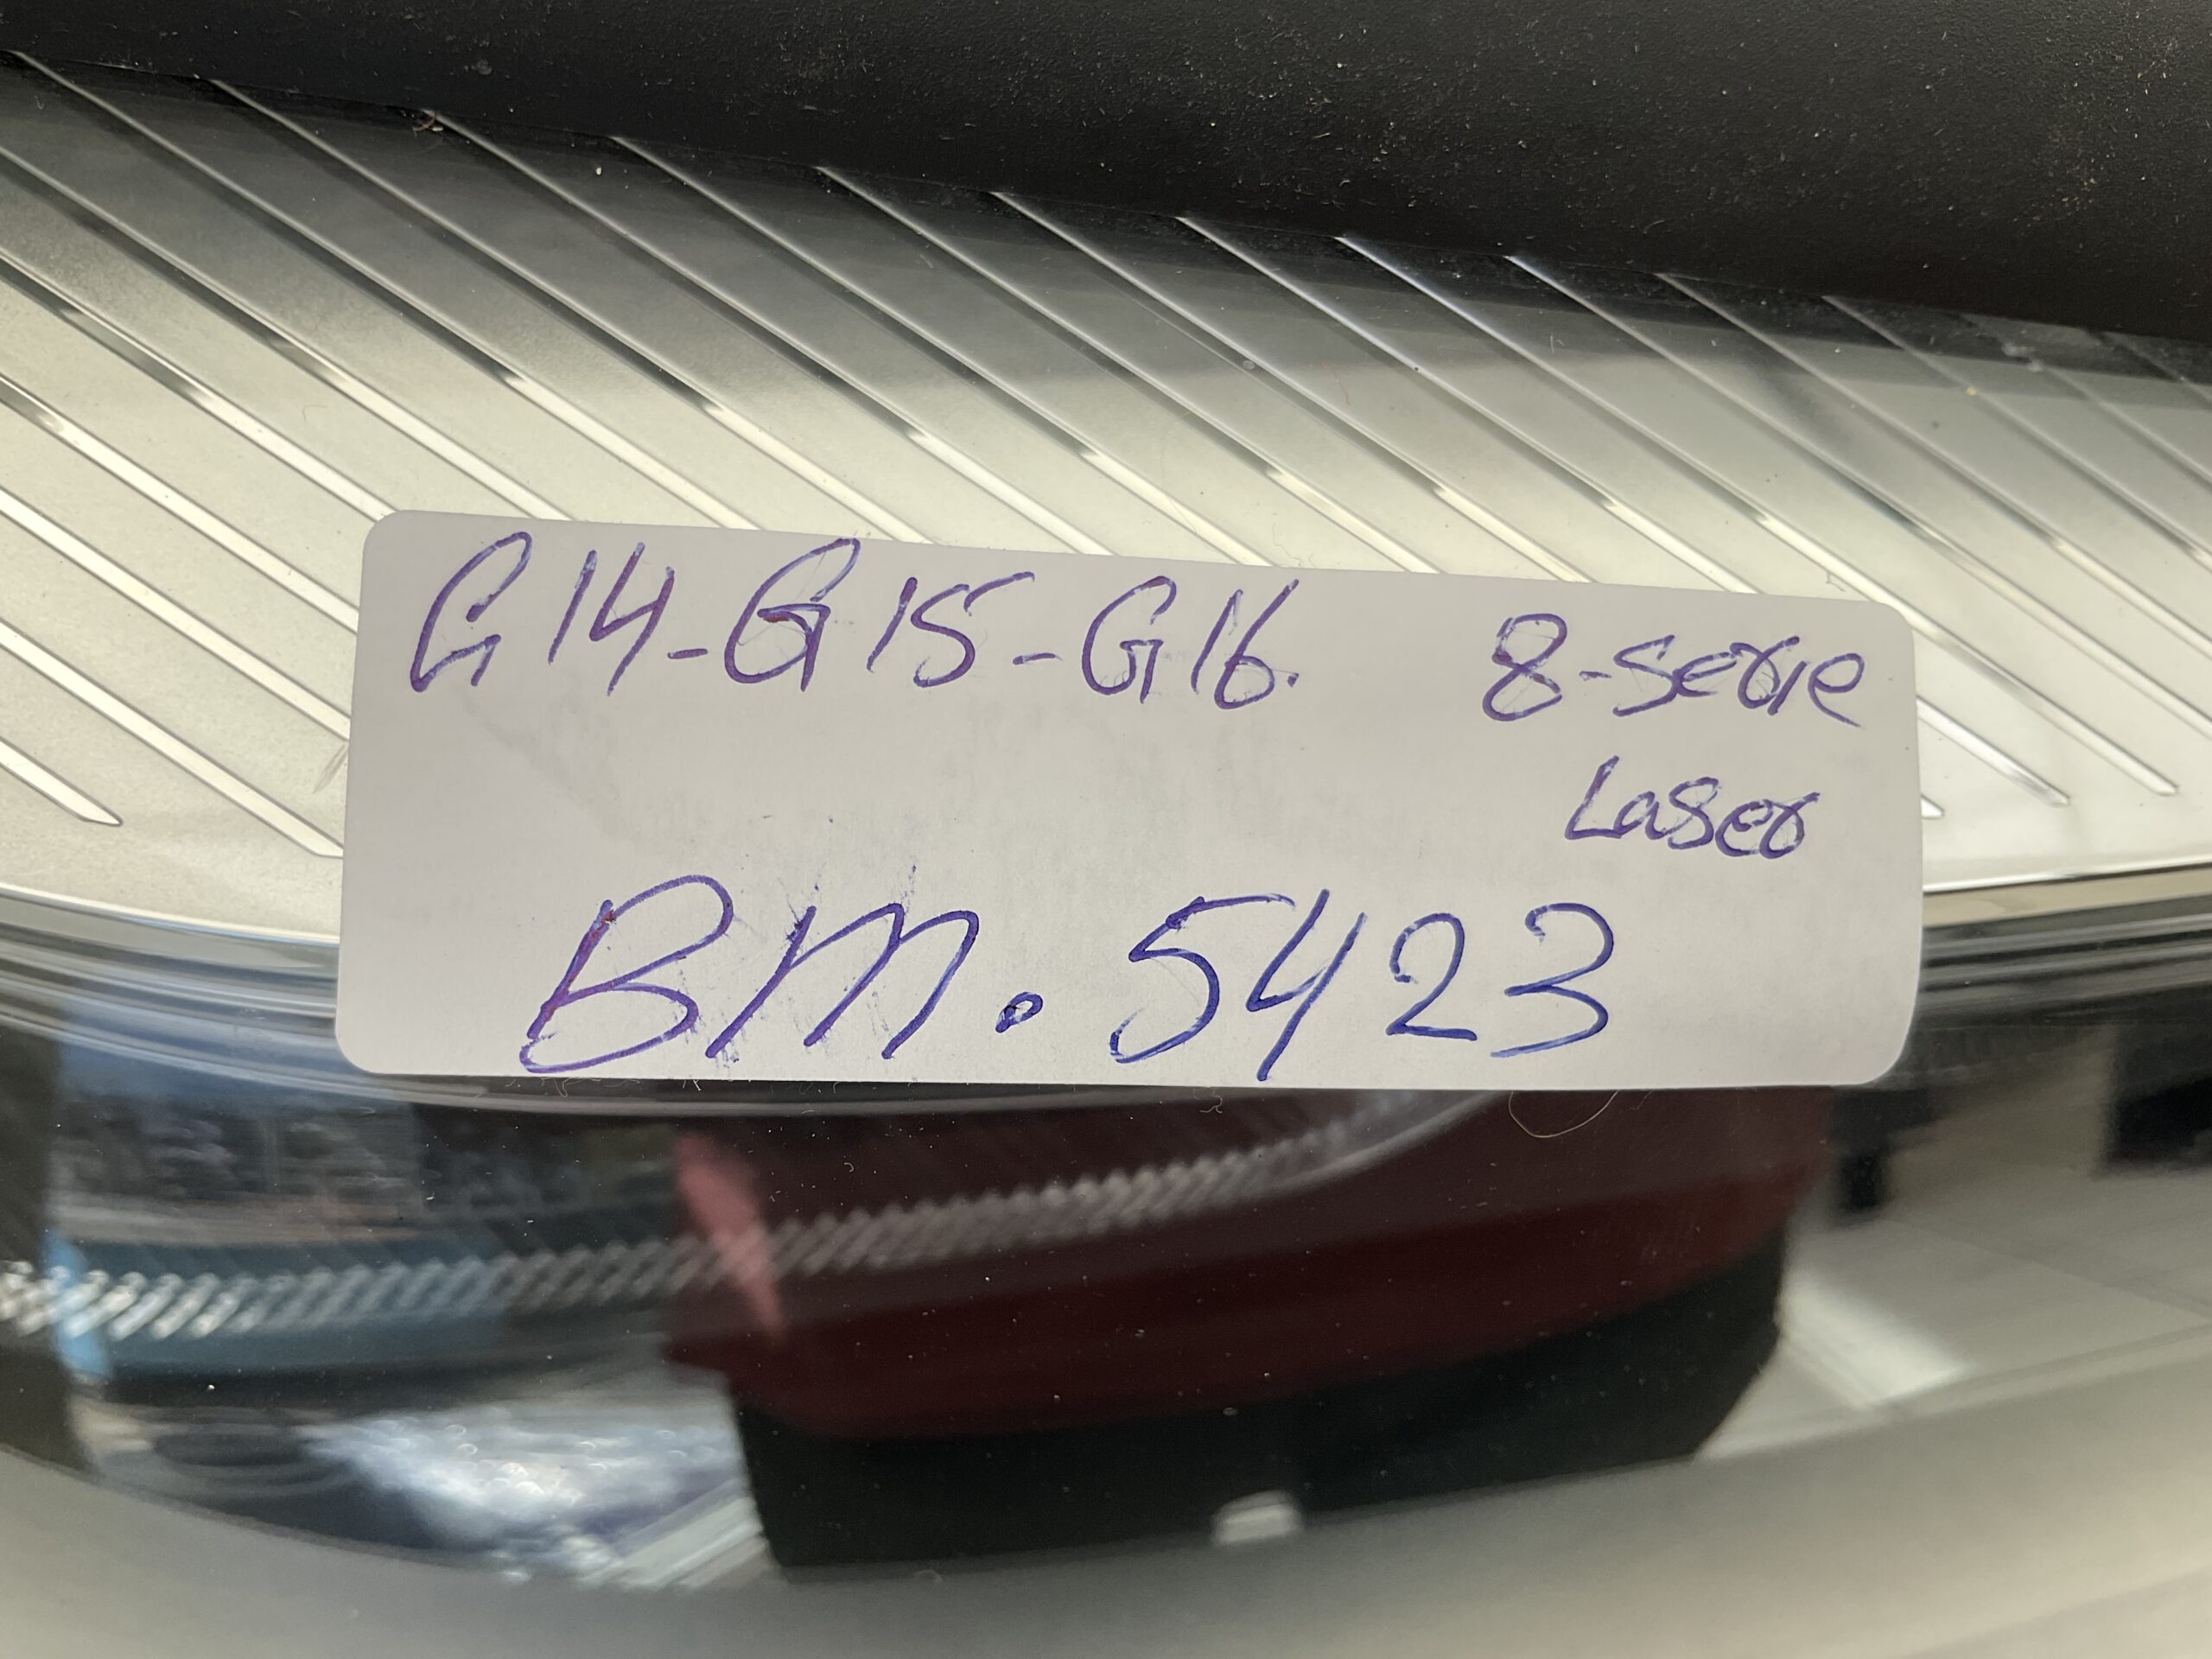 G14-G15-G16. 8-serie
Laser
BM. 5423